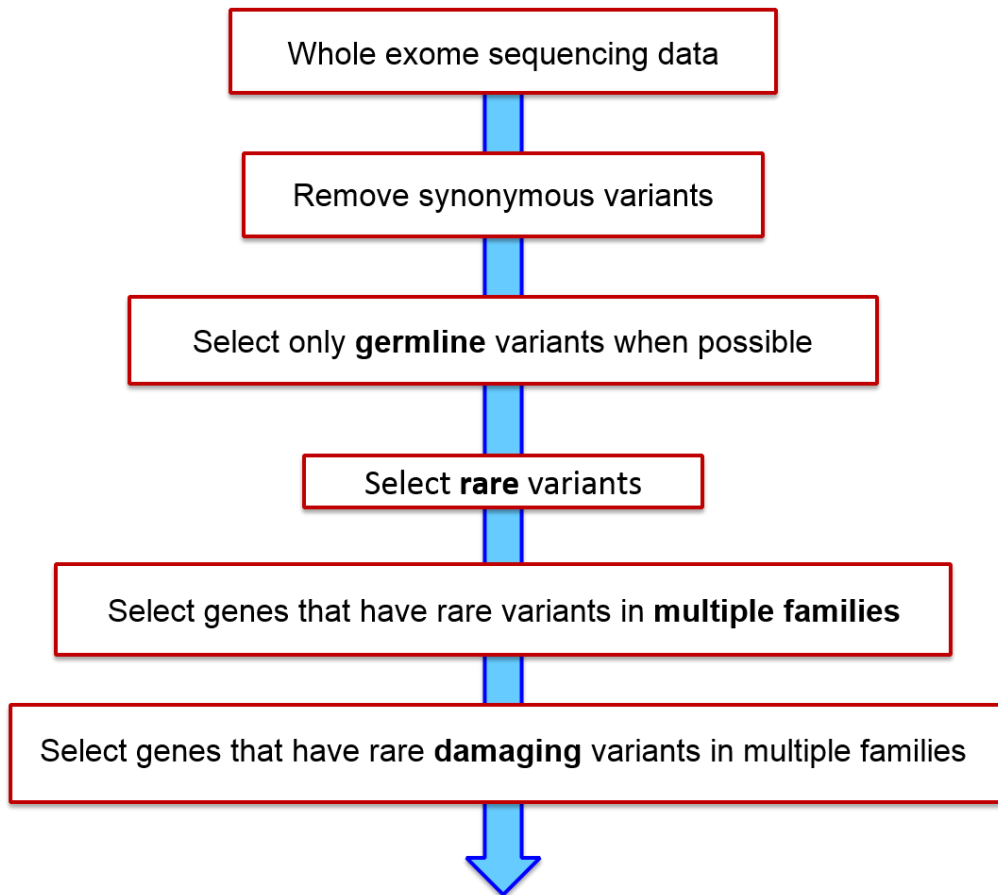 Whole exome sequencing data
Remove synonymous variants
Select only germline variants when possible
Select rare variants
Select genes that have rare variants in multiple families
Select genes that have rare damaging variants in multiple families